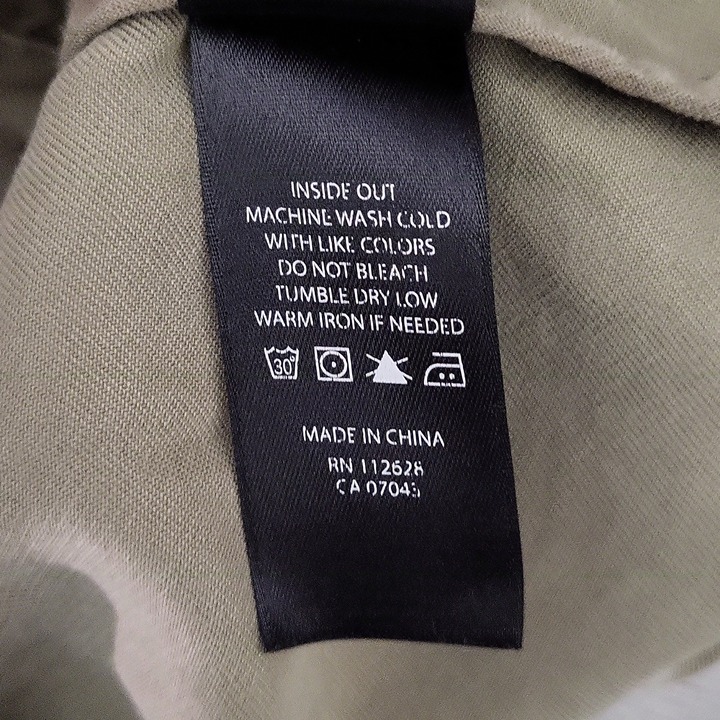 INSIDE OUT
MACHINE WASH COLD
WITH LIKE COLORS
DO NOT BLEACH
TUMBLE DRY LOW
WARM IRON IF NEEDED
30°
MADE IN CHINA
RN 112628
CA